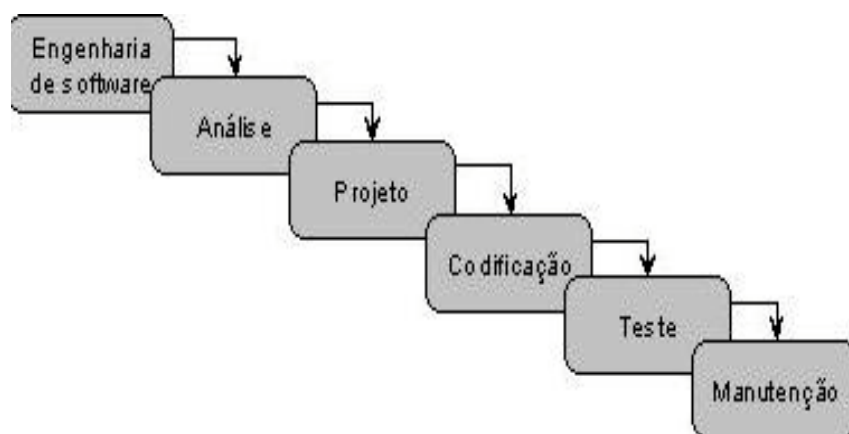 Engenharia
de software
Análise
Projeto
Codificação
Teste
Manutenção